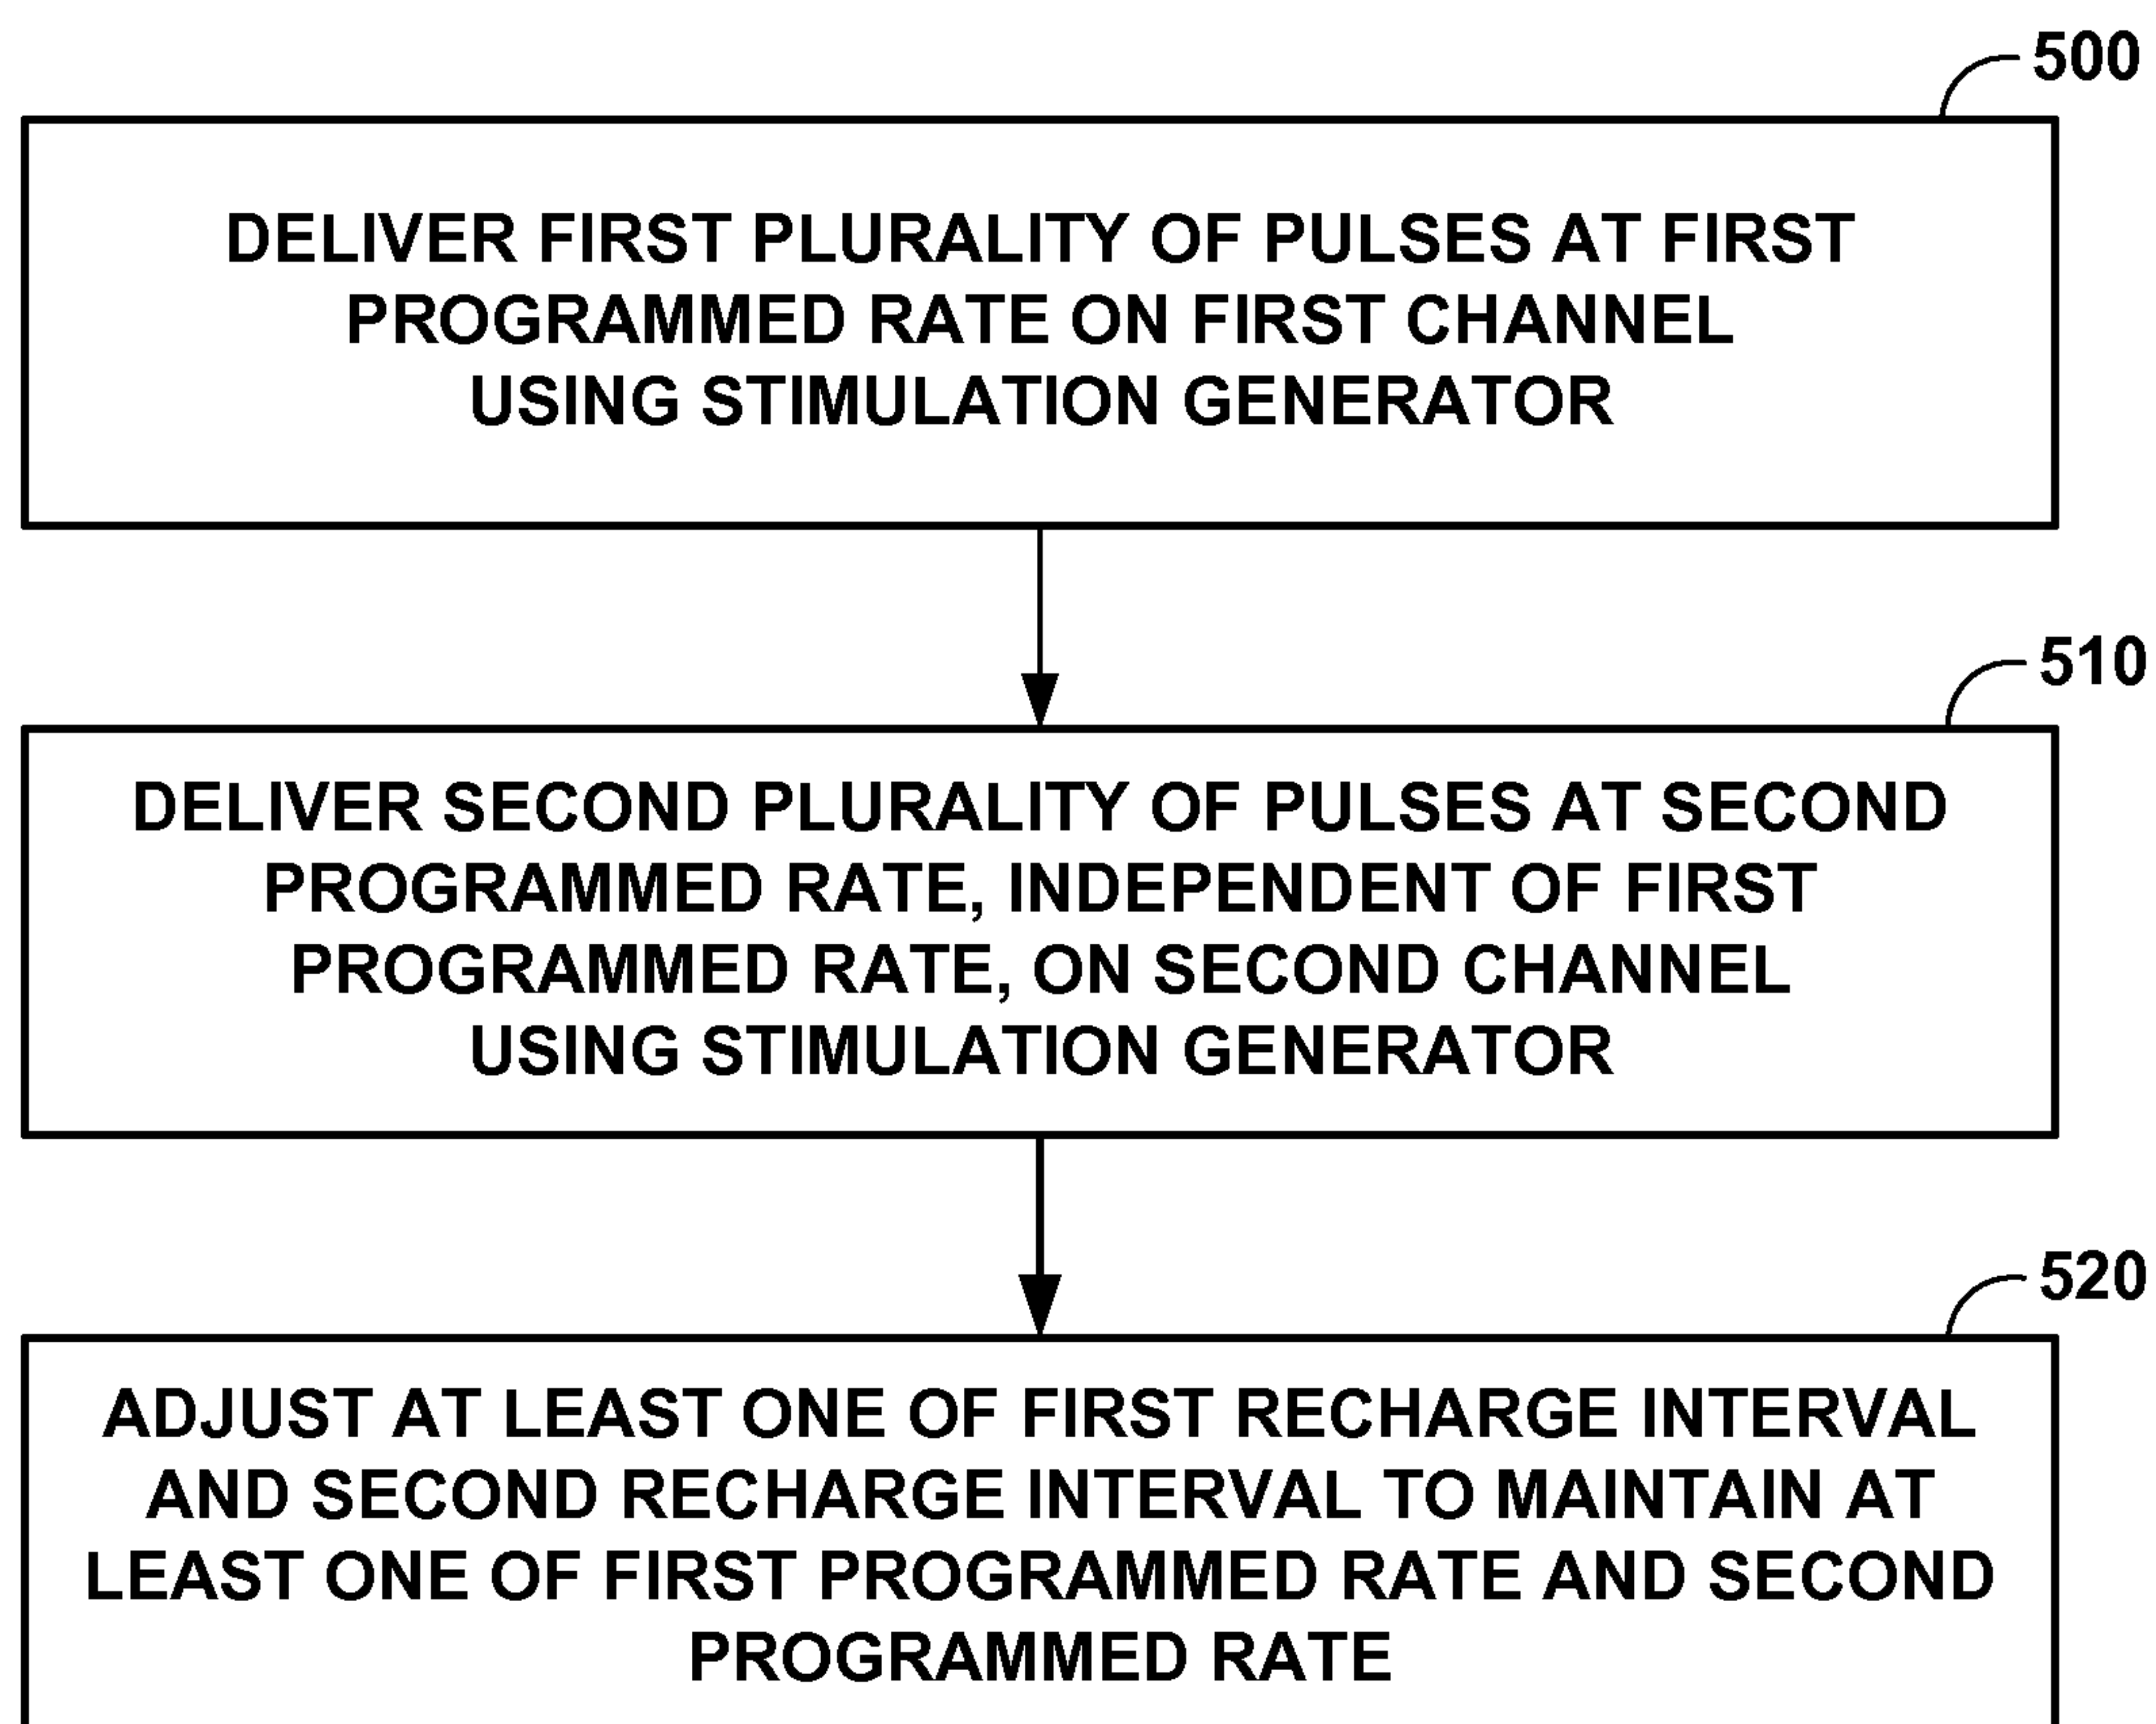 500
DELIVER FIRST PLURALITY OF PULSES AT FIRST
PROGRAMMED RATE ON FIRST CHANNEL
USING STIMULATION GENERATOR
510
DELIVER SECOND PLURALITY OF PULSES AT SECOND
PROGRAMMED RATE, INDEPENDENT OF FIRST
PROGRAMMED RATE, ON SECOND CHANNEL
USING STIMULATION GENERATOR
520
ADJUST AT LEAST ONE OF FIRST RECHARGE INTERVAL
AND SECOND RECHARGE INTERVAL TO MAINTAIN AT
LEAST ONE OF FIRST PROGRAMMED RATE AND SECOND
PROGRAMMED RATE